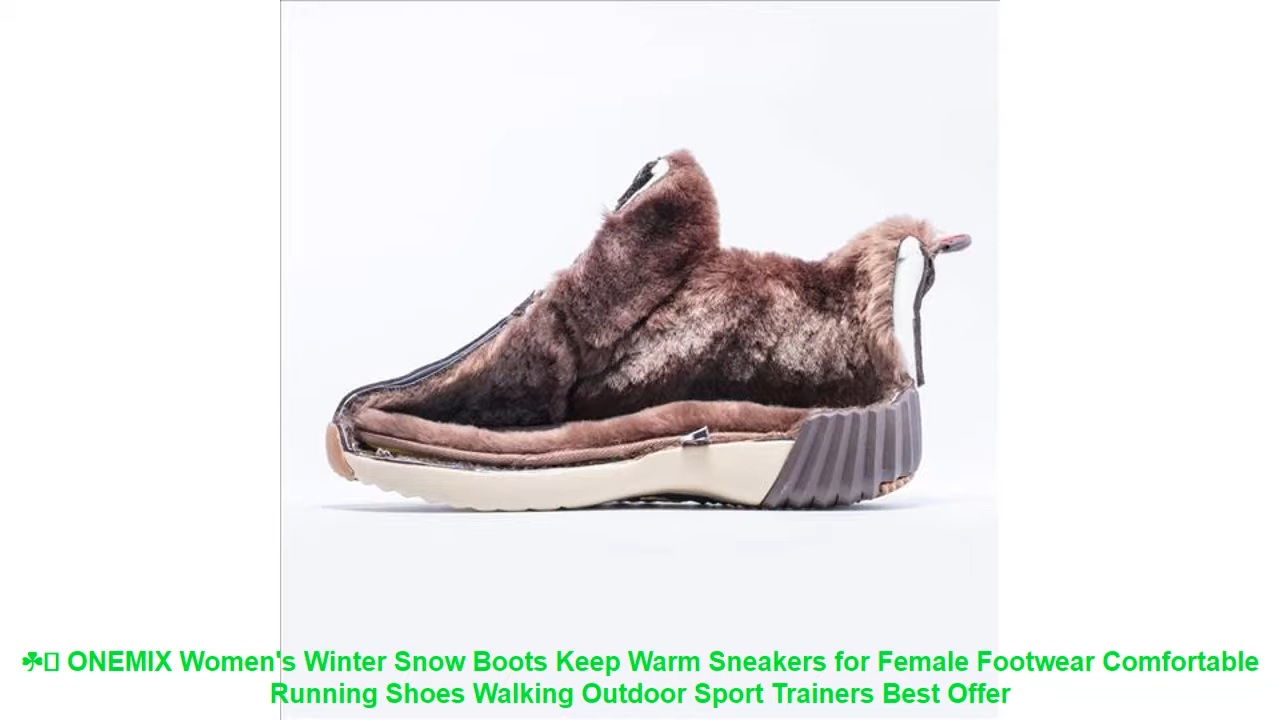 ☘️ ONEMIX Women's Winter Snow Boots Keep Warm Sneakers for Female Footwear Comfortable
Running Shoes Walking Outdoor Sport Trainers Best Offer